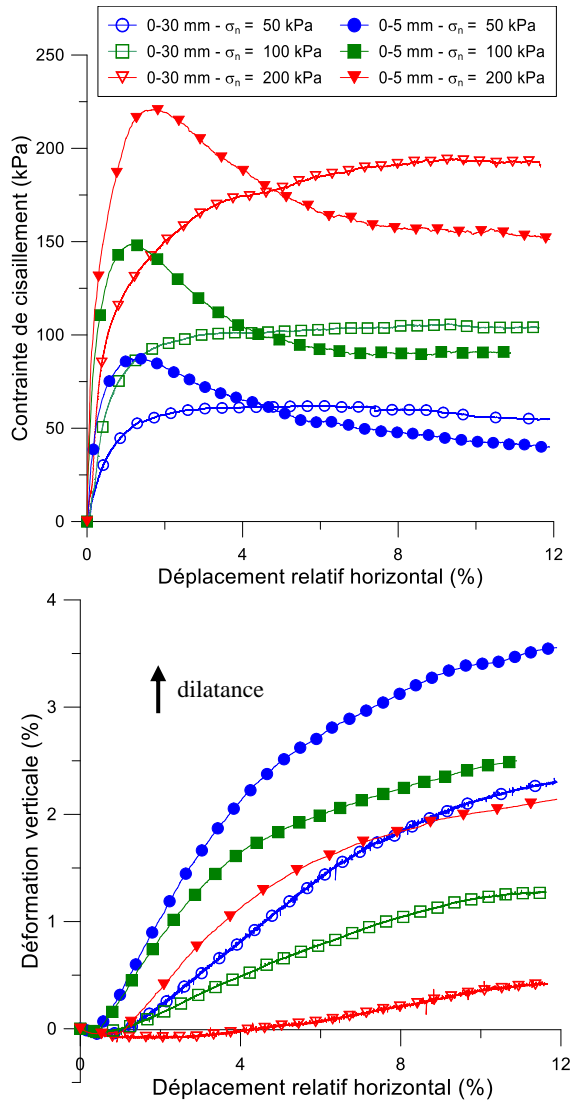 0-30 mm - σn = 50 kPa 0-5 mm - σn = 50 kPa
0-30 mm - σn = 100 kPa 0-5 mm - σn = 100 kPa
0-30 mm - σn = 200 kPa 0-5 mm - σn = 200 kPa
250
200
150
100
50
0
Contrainte de cisaillement (kPa)
0 4 8 12
Déplacement relatif horizontal (%)
4
3
2
1
0
Déformation verticale (%)
dilatance
0 4 8 12
Déplacement relatif horizontal (%)